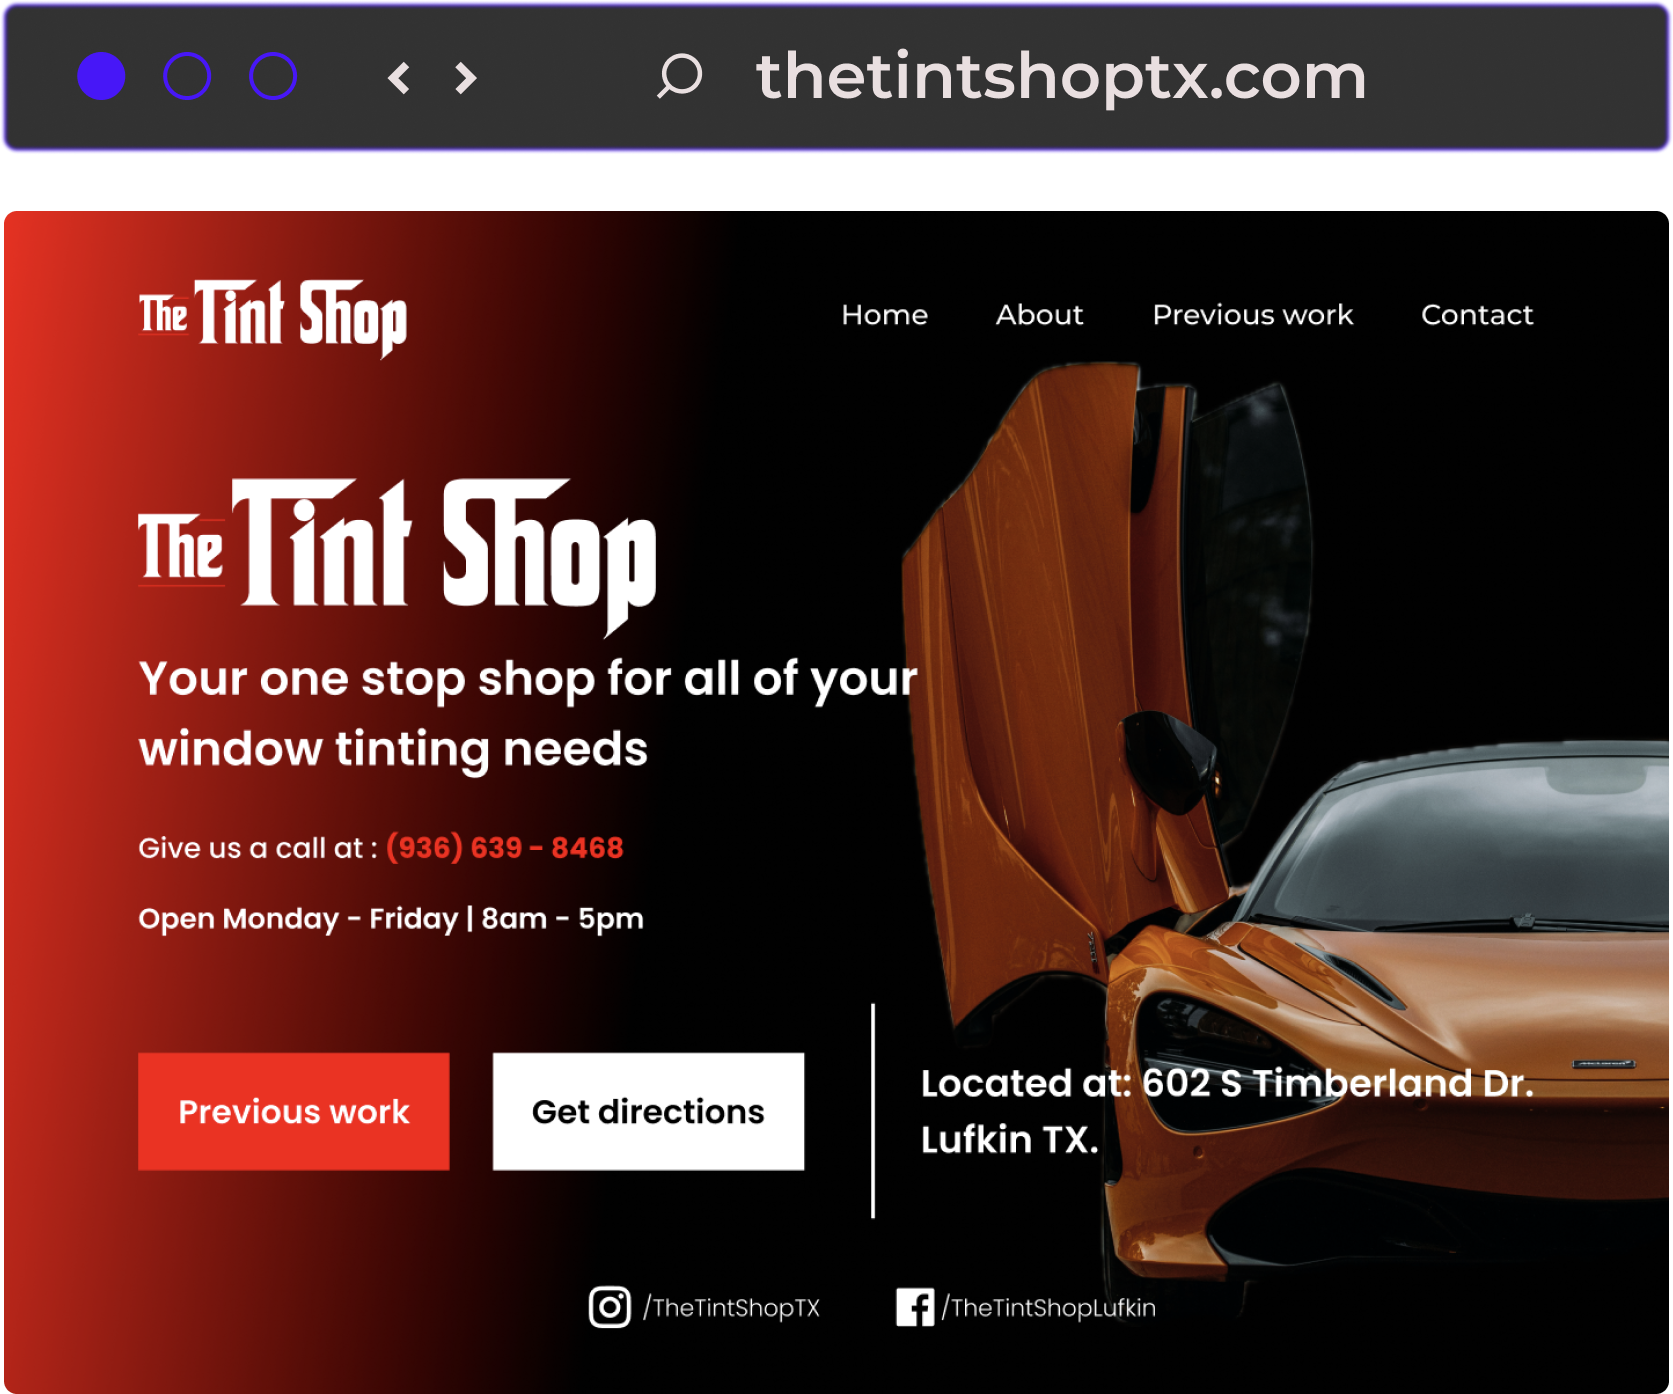 thetintshoptx.com
The Tint Shop
Home About Previous work Contact
The Tint Shop
Your one stop shop for all of your
window tinting needs
Give us a call at : (936) 639 - 8468
Open Monday - Friday | 8am - 5pm
Previous work
Get directions
Located at: 602 S Timberland Dr.
Lufkin TX.
/TheTintShopTX
/TheTintShopLufkin